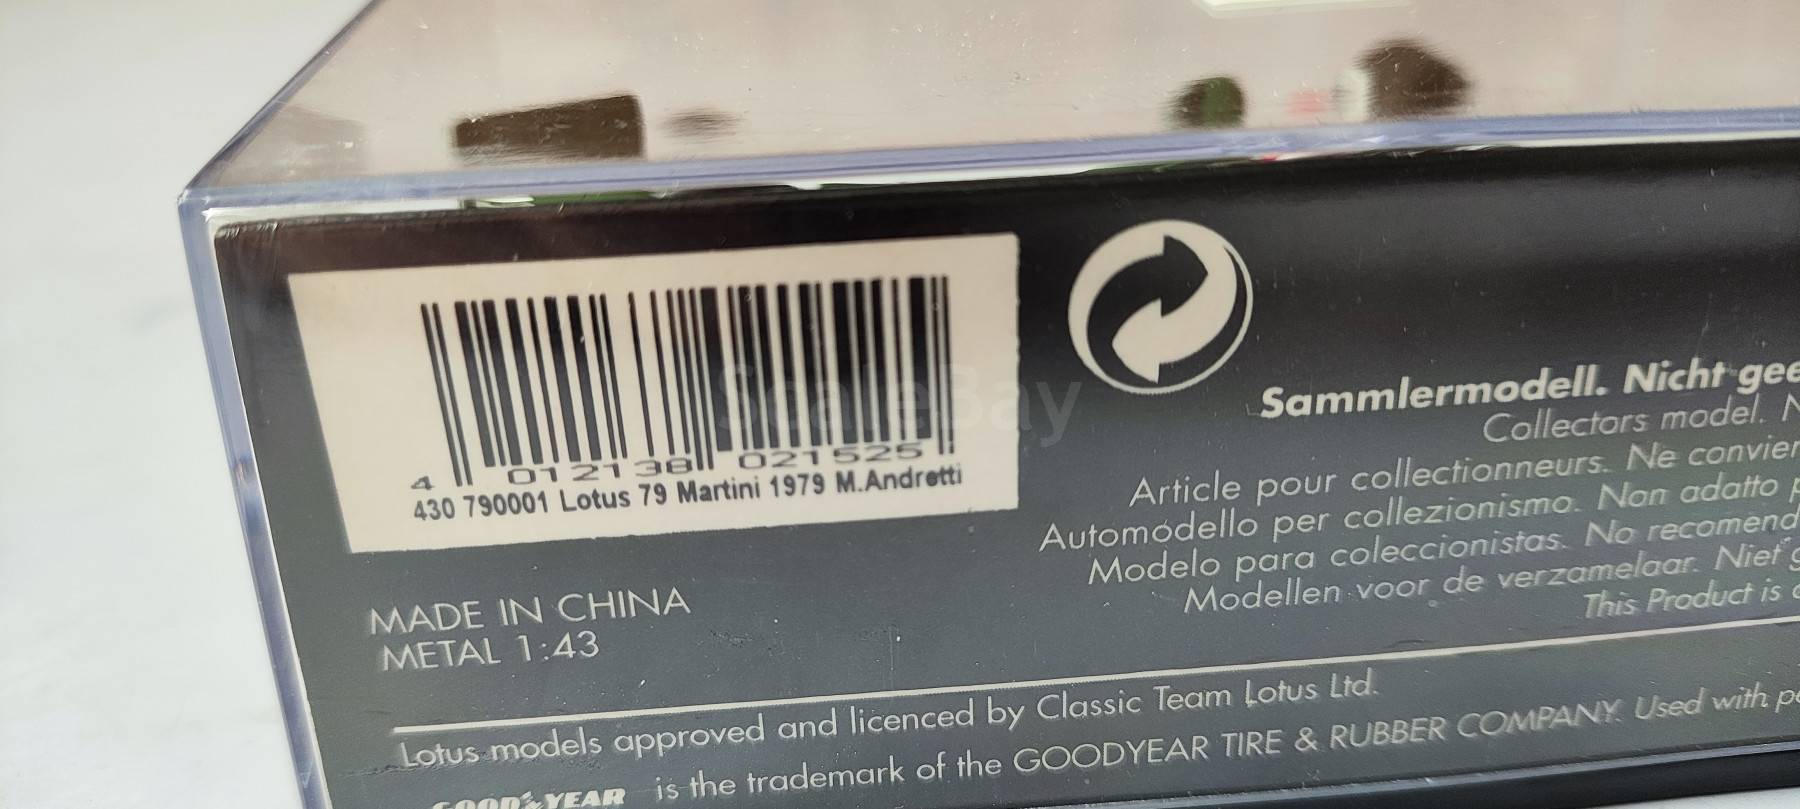 4 012138 021525
430 790001 Lotus 79 Martini 1979 M.Andretti
MADE IN CHINA
METAL 1:43
Sammlermodell. Nicht gee
Collectors model. N
Article pour collectionneurs. Ne convien
Automodello per collezionismo. Non adatto p
Modelo para coleccionistas. No recomend
Modellen voor de verzamelaar. Niet g
This Product is
Lotus models approved and licenced by Classic Team Lotus Ltd.
GOODYEAR is the trademark of the GOODYEAR TIRE & RUBBER COMPANY. Used with pe
ScaleBay